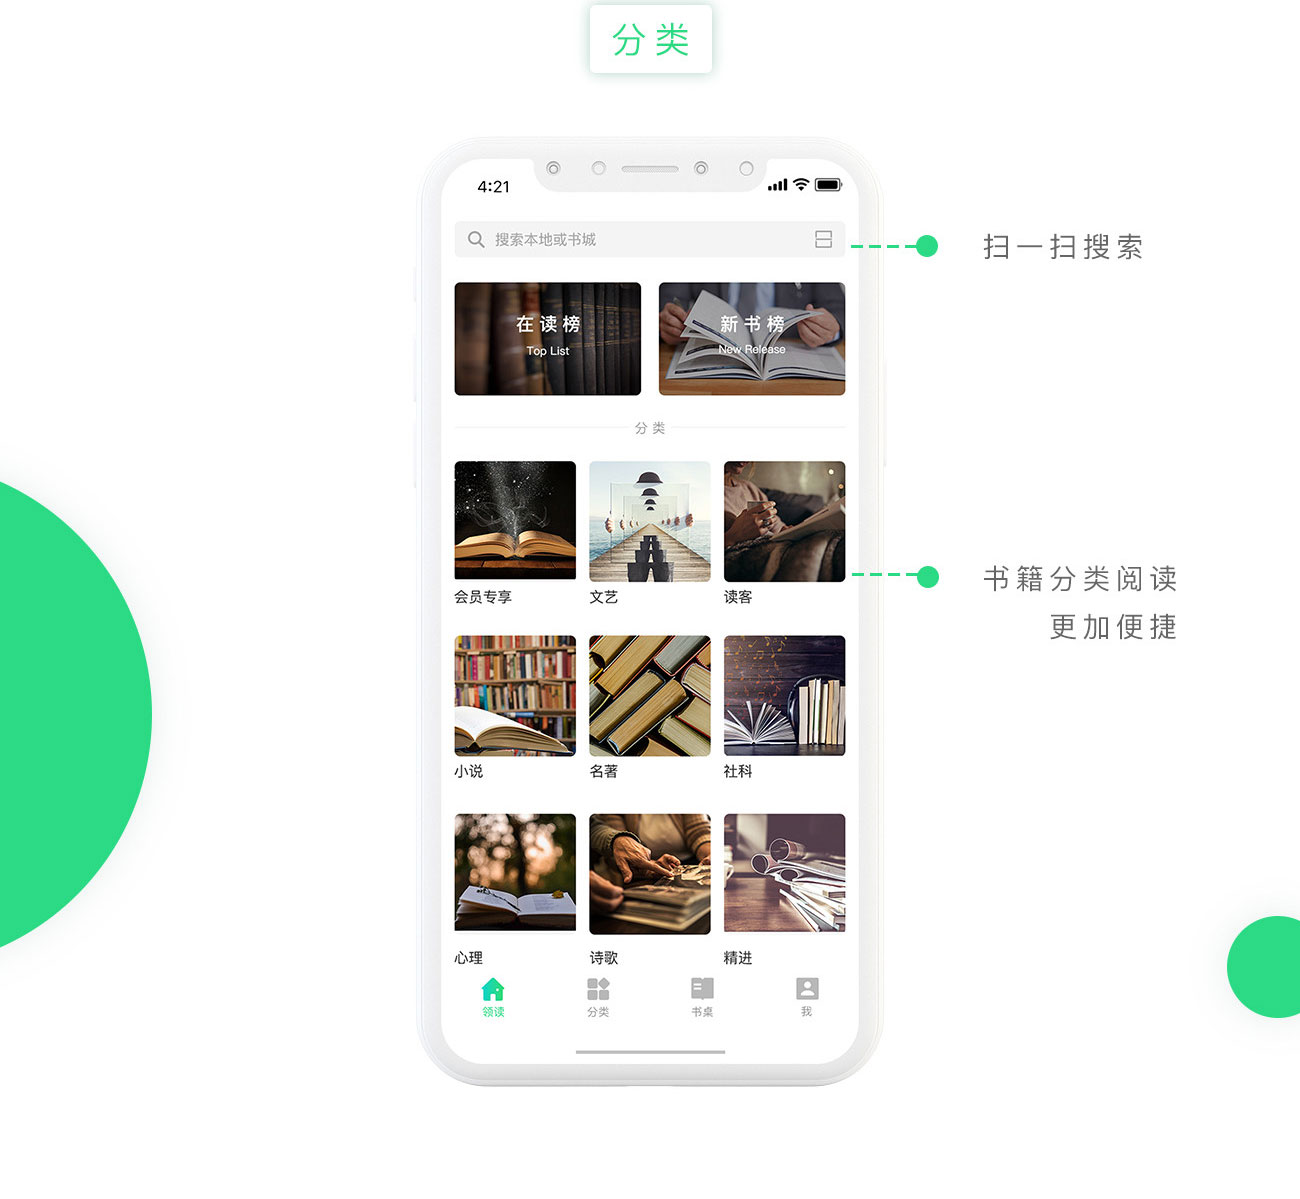 分类
4:21
搜索本地或书城
扫一扫搜索
在读榜
Top List
新书榜
New Release
分类
会员专享
文艺
读客
书籍分类阅读
更加便捷
小说
名著
社科
心理
诗歌
精进
领读
分类
书桌
我